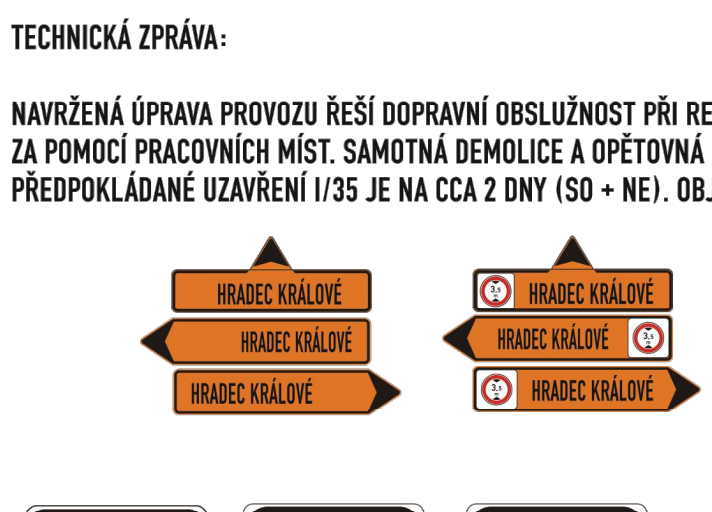 TECHNICKÁ ZPRÁVA:
NAVRŽENÁ ÚPRAVA PROVOZU ŘEŠÍ DOPRAVNÍ OBSLUŽNOST PŘI RE
ZA POMOCÍ PRACOVNÍCH MÍST. SAMOTNÁ DEMOLICE A OPĚTOVNÁ
PŘEDPOKLÁDANÉ UZAVŘENÍ I/35 JE NA CCA 2 DNY (SO + NE). OBJ
HRADEC KRÁLOVÉ
HRADEC KRÁLOVÉ
HRADEC KRÁLOVÉ
3,5 m HRADEC KRÁLOVÉ
HRADEC KRÁLOVÉ 3,5 m
3,5 m HRADEC KRÁLOVÉ